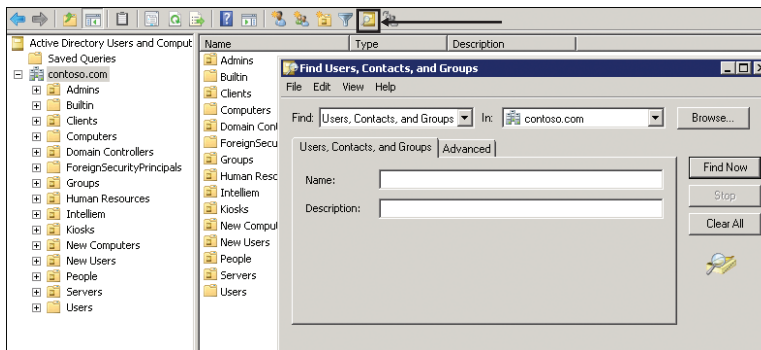 Active Directory Users and Comput
Saved Queries
contoso.com
Admins
Builtin
Clients
Computers
Domain Controllers
ForeignSecurityPrincipals
Groups
Human Resources
Intelliem
Kiosks
New Computers
New Users
People
Servers
Users
Name Type Description
Admins
Builtin
Clients
Computers
Domain Cont
ForeignSecu
Groups
Human Resc
Intelliem
Kiosks
New Comput
New Users
People
Servers
Users
Find Users, Contacts, and Groups
File Edit View Help
Find: Users, Contacts, and Groups In: contoso.com Browse...
Users, Contacts, and Groups Advanced
Name:
Description:
Find Now
Stop
Clear All